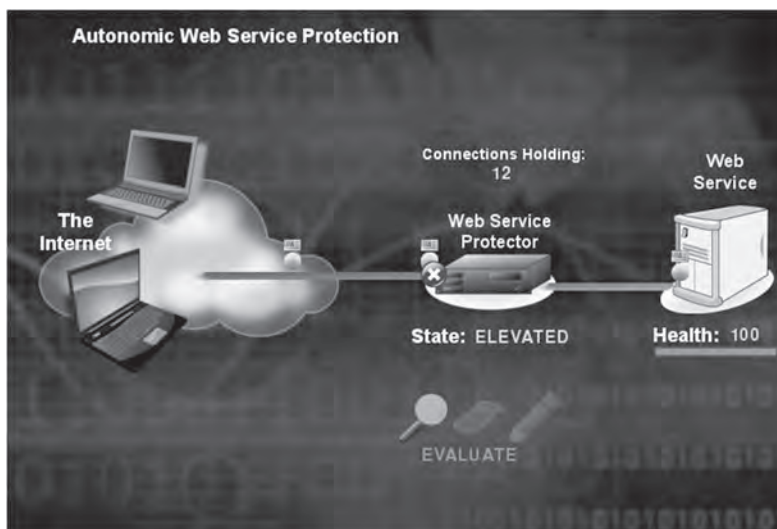 Autonomic Web Service Protection
Connections Holding:
12
Web
Service
The
Internet
Web Service
Protector
State: ELEVATED
Health: 100
EVALUATE